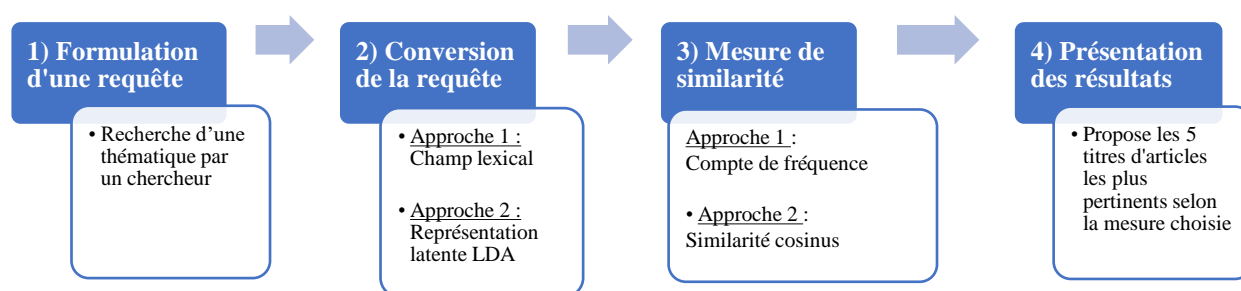 1) Formulation
d'une requête
• Recherche d’une
thématique par
un chercheur
2) Conversion
de la requête
• Approche 1 :
Champ lexical
• Approche 2 :
Représentation
latente LDA
3) Mesure de
similarité
Approche 1 :
Compte de fréquence
• Approche 2 :
Similarité cosinus
4) Présentation
des résultats
• Propose les 5
titres d'articles
les plus
pertinents selon
la mesure choisie